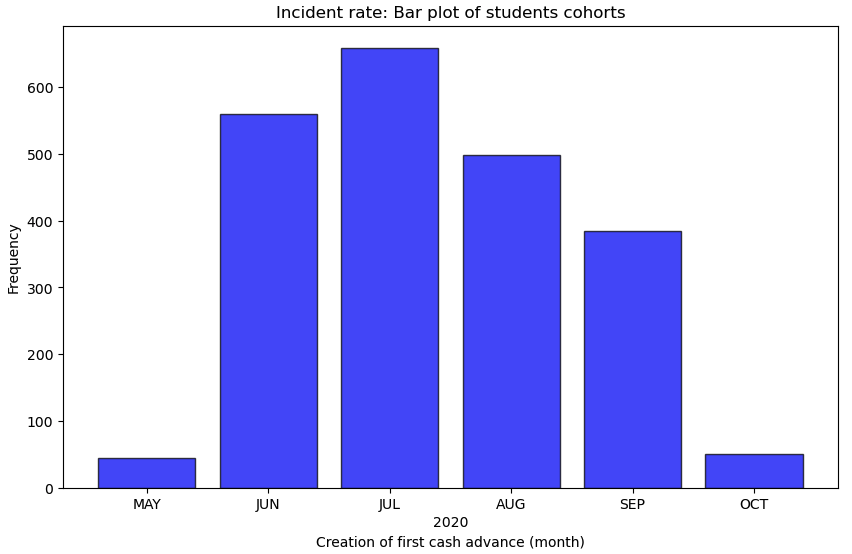 Incident rate: Bar plot of students cohorts
Frequency
600
500
400
300
200
100
0
MAY JUN JUL AUG SEP OCT
2020
Creation of first cash advance (month)